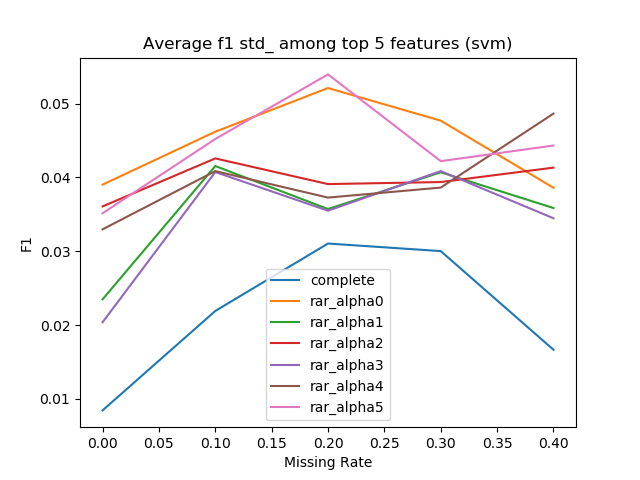 Average f1 std_ among top 5 features (svm)
F1
0.05
0.04
0.03
0.02
0.01
complete
rar_alpha0
rar_alpha1
rar_alpha2
rar_alpha3
rar_alpha4
rar_alpha5
0.00 0.05 0.10 0.15 0.20 0.25 0.30 0.35 0.40
Missing Rate